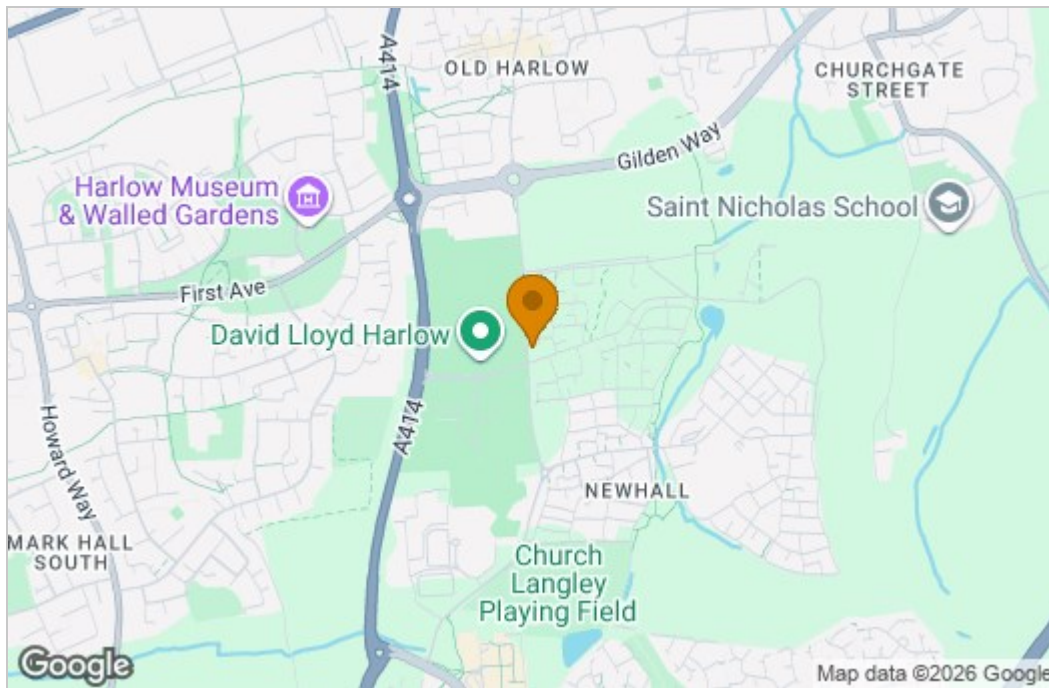 A414
OLD HARLOW
CHURCHGATE
STREET
Gilden Way
Harlow Museum
& Walled Gardens
Saint Nicholas School
First Ave
David Lloyd Harlow
A414
Howard Way
NEWHALL
MARK HALL
SOUTH
Church
Langley
Playing Field
Google
Map data ©2026 Google